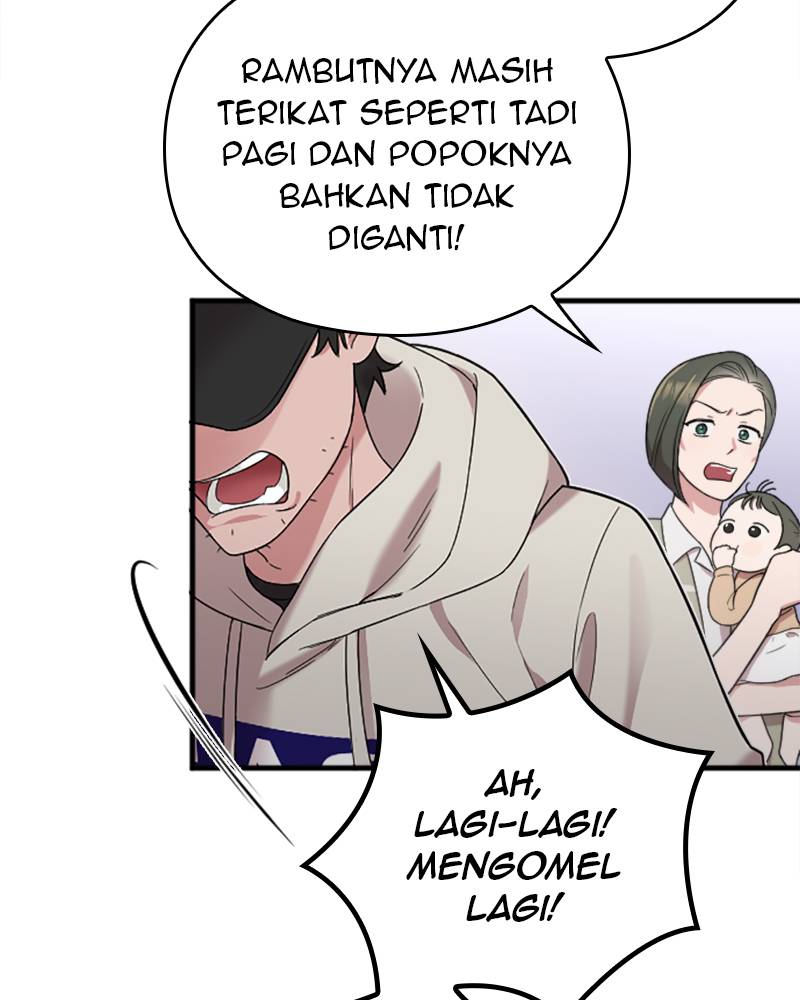 RAMBUTNYA MASIH
TERIKAT SEPERTI TADI
PAGI DAN POPOKNYA
BAHKAN TIDAK
DIGANTI!
AH,
LAGI-LAGI!
MENGOMEL
LAGI!